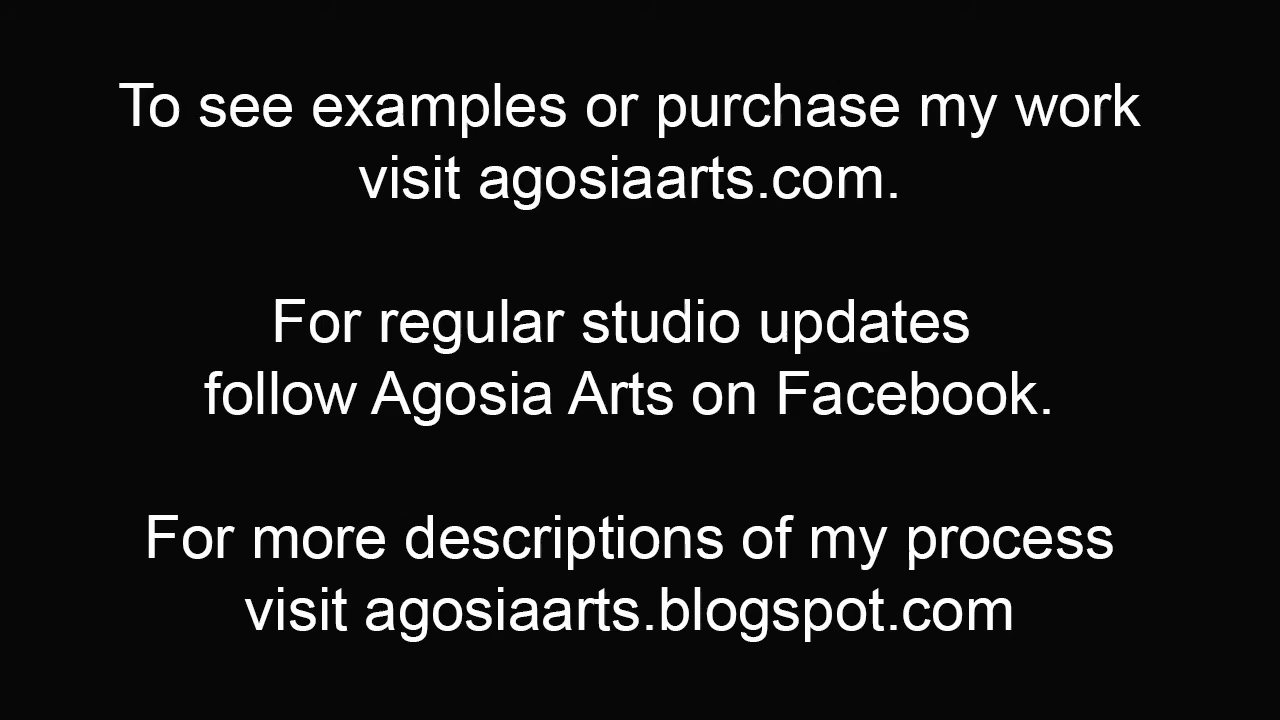 To see examples or purchase my work
visit agosiaarts.com.
For regular studio updates
follow Agosia Arts on Facebook.
For more descriptions of my process
visit agosiaarts.blogspot.com